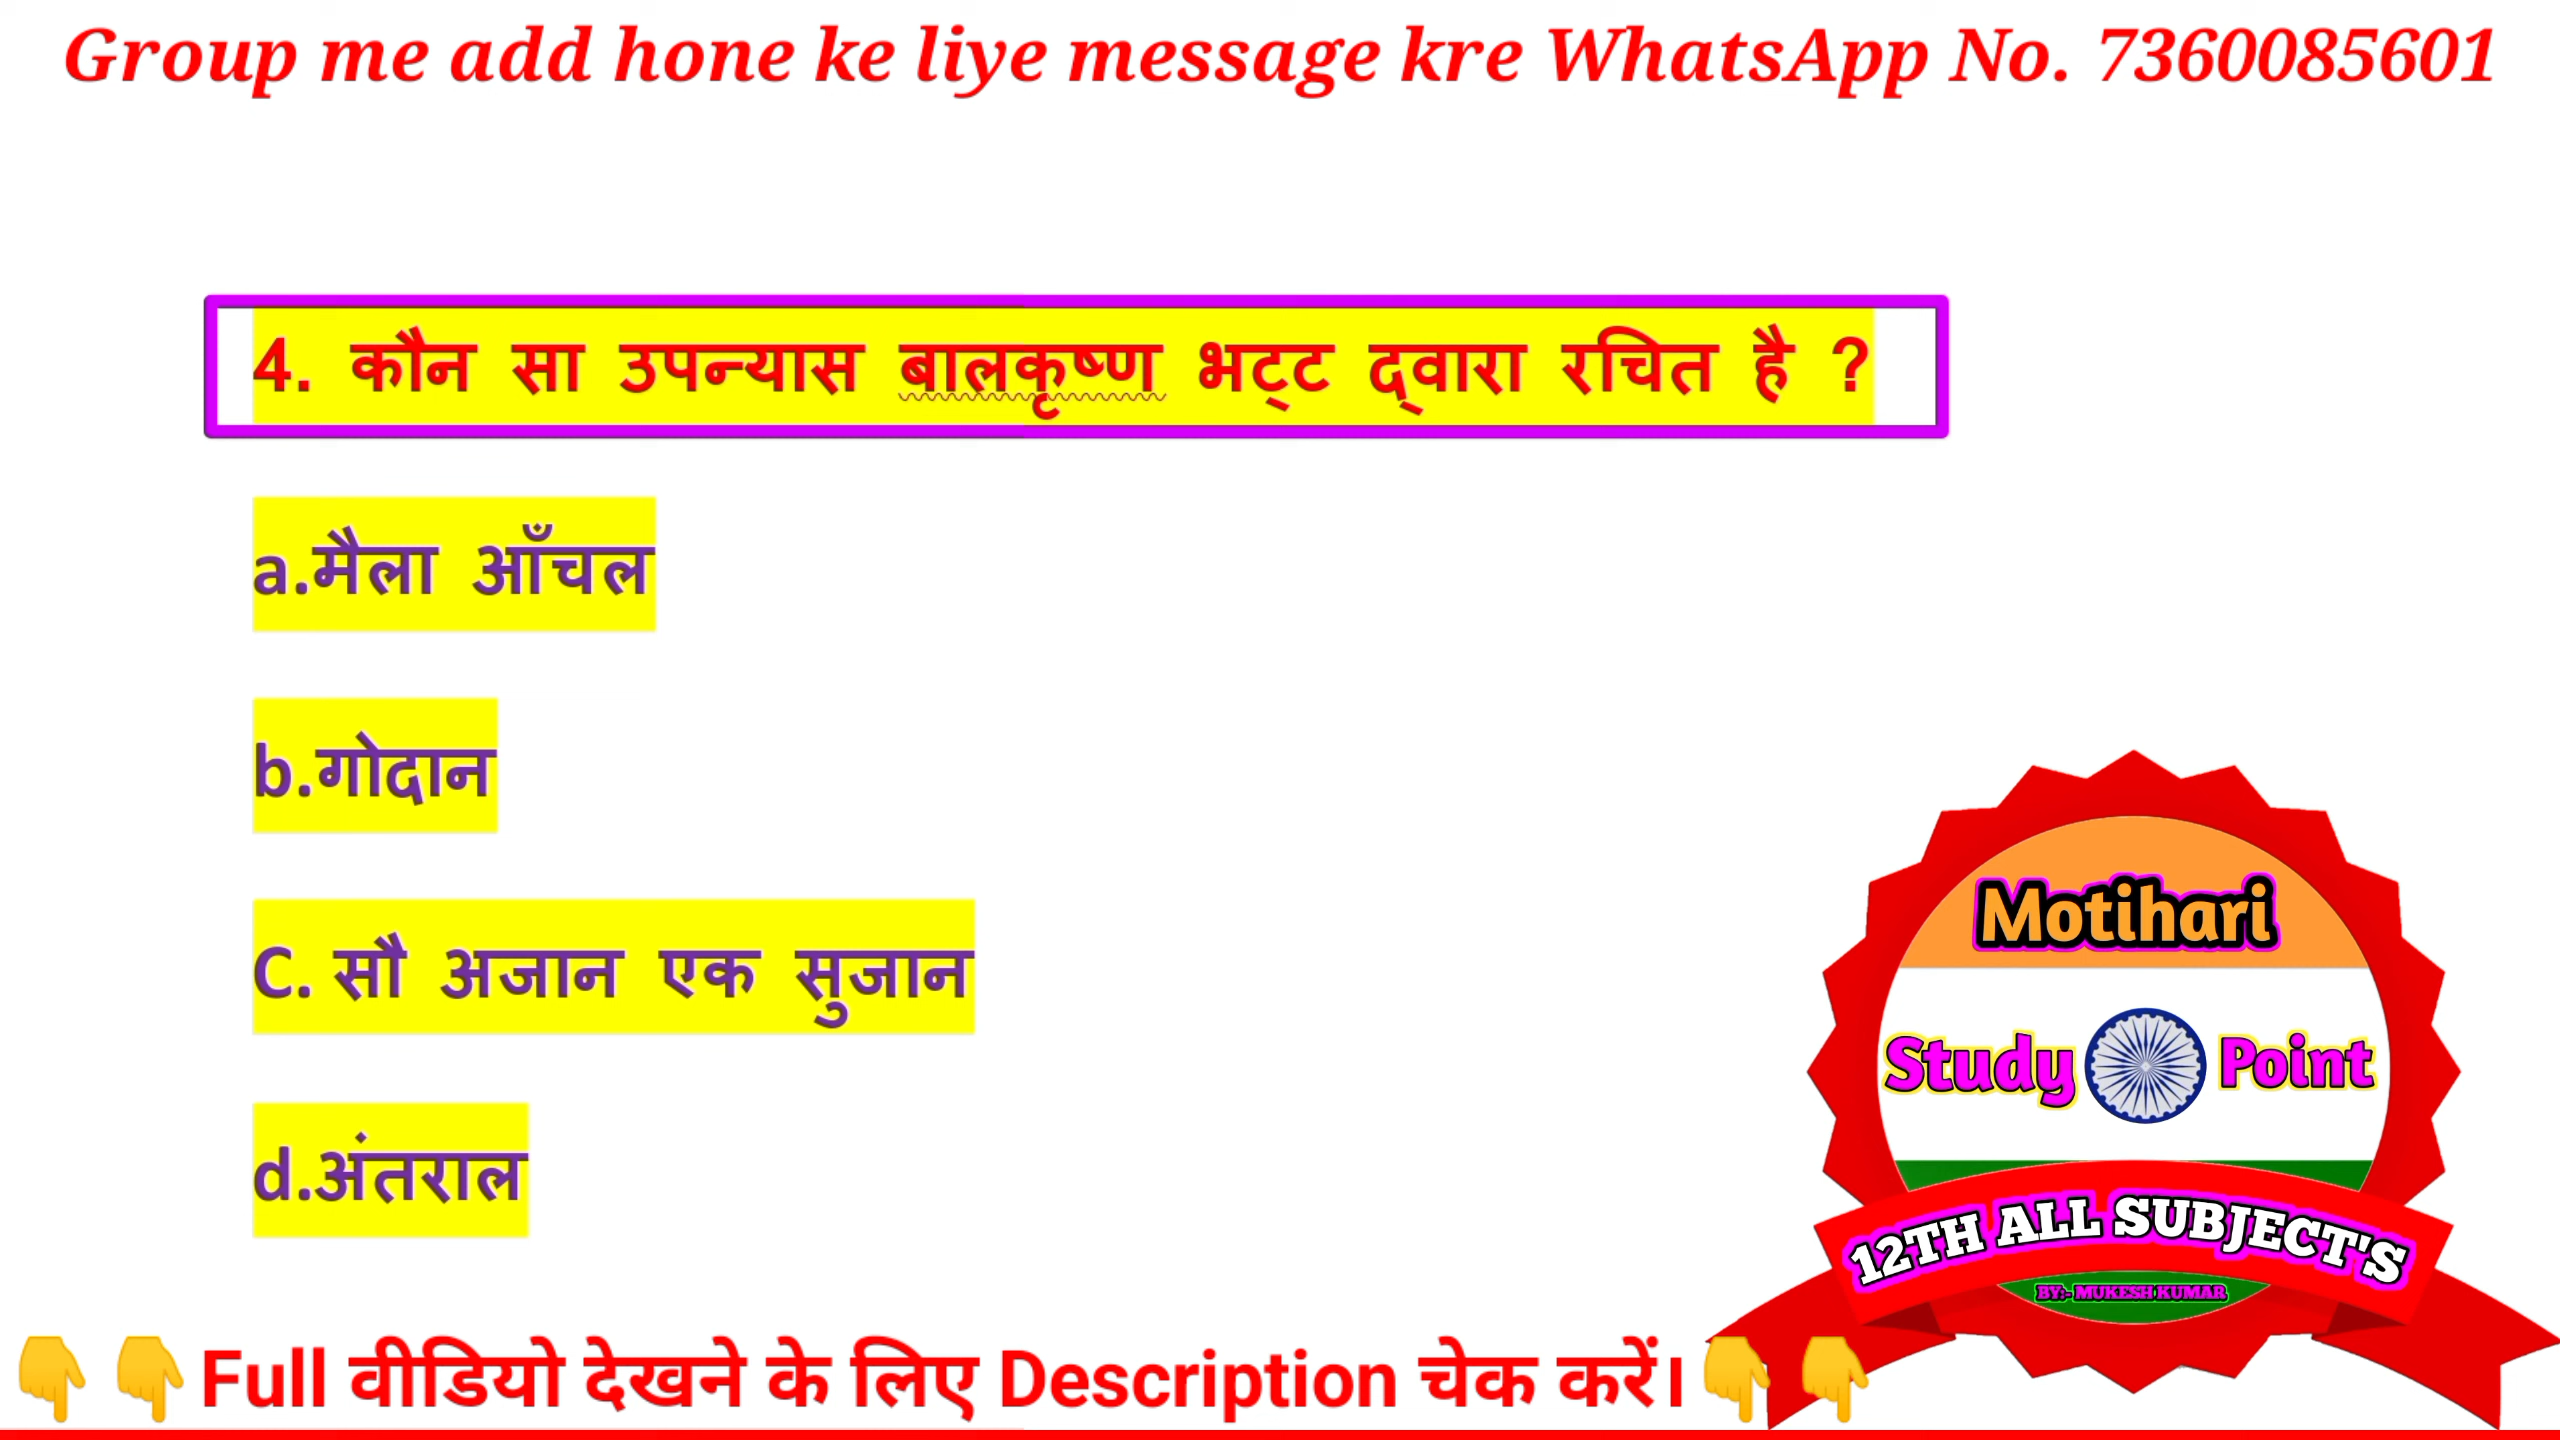 Group me add hone ke liye message kre WhatsApp No. 7360085601
4. कौन सा उपन्यास बालकृष्ण भट्ट द्वारा रचित है ?
a.मैला आँचल
b.गोदान
C. सौ अजान एक सुजान
d.अंतराल
Motihari
Study Point
12TH ALL SUBJECT'S
BY:- MUKESH KUMAR
👇👇Full वीडियो देखने के लिए Description चेक करें।👇👇